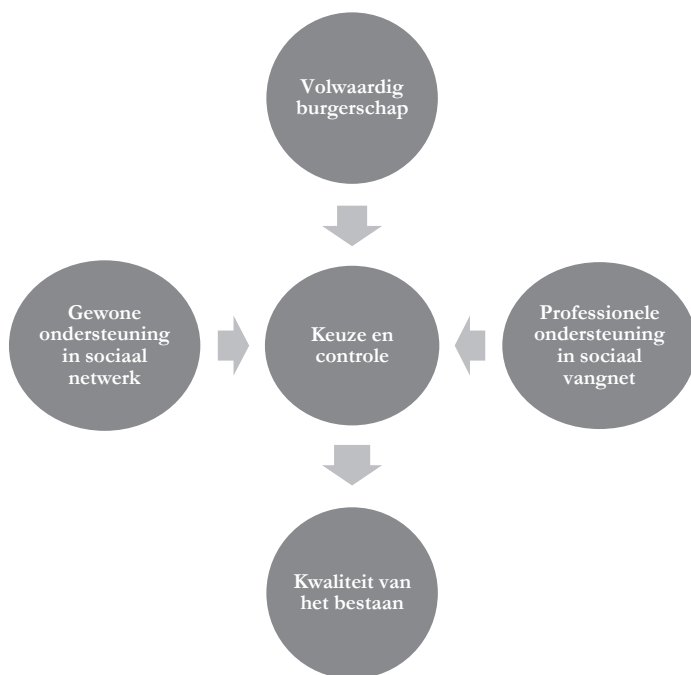 Volwaardig
burgerschap
Gewone
ondersteuning
in sociaal
netwerk
Keuze en
controle
Professionele
ondersteuning
in sociaal
vangnet
Kwaliteit van
het bestaan